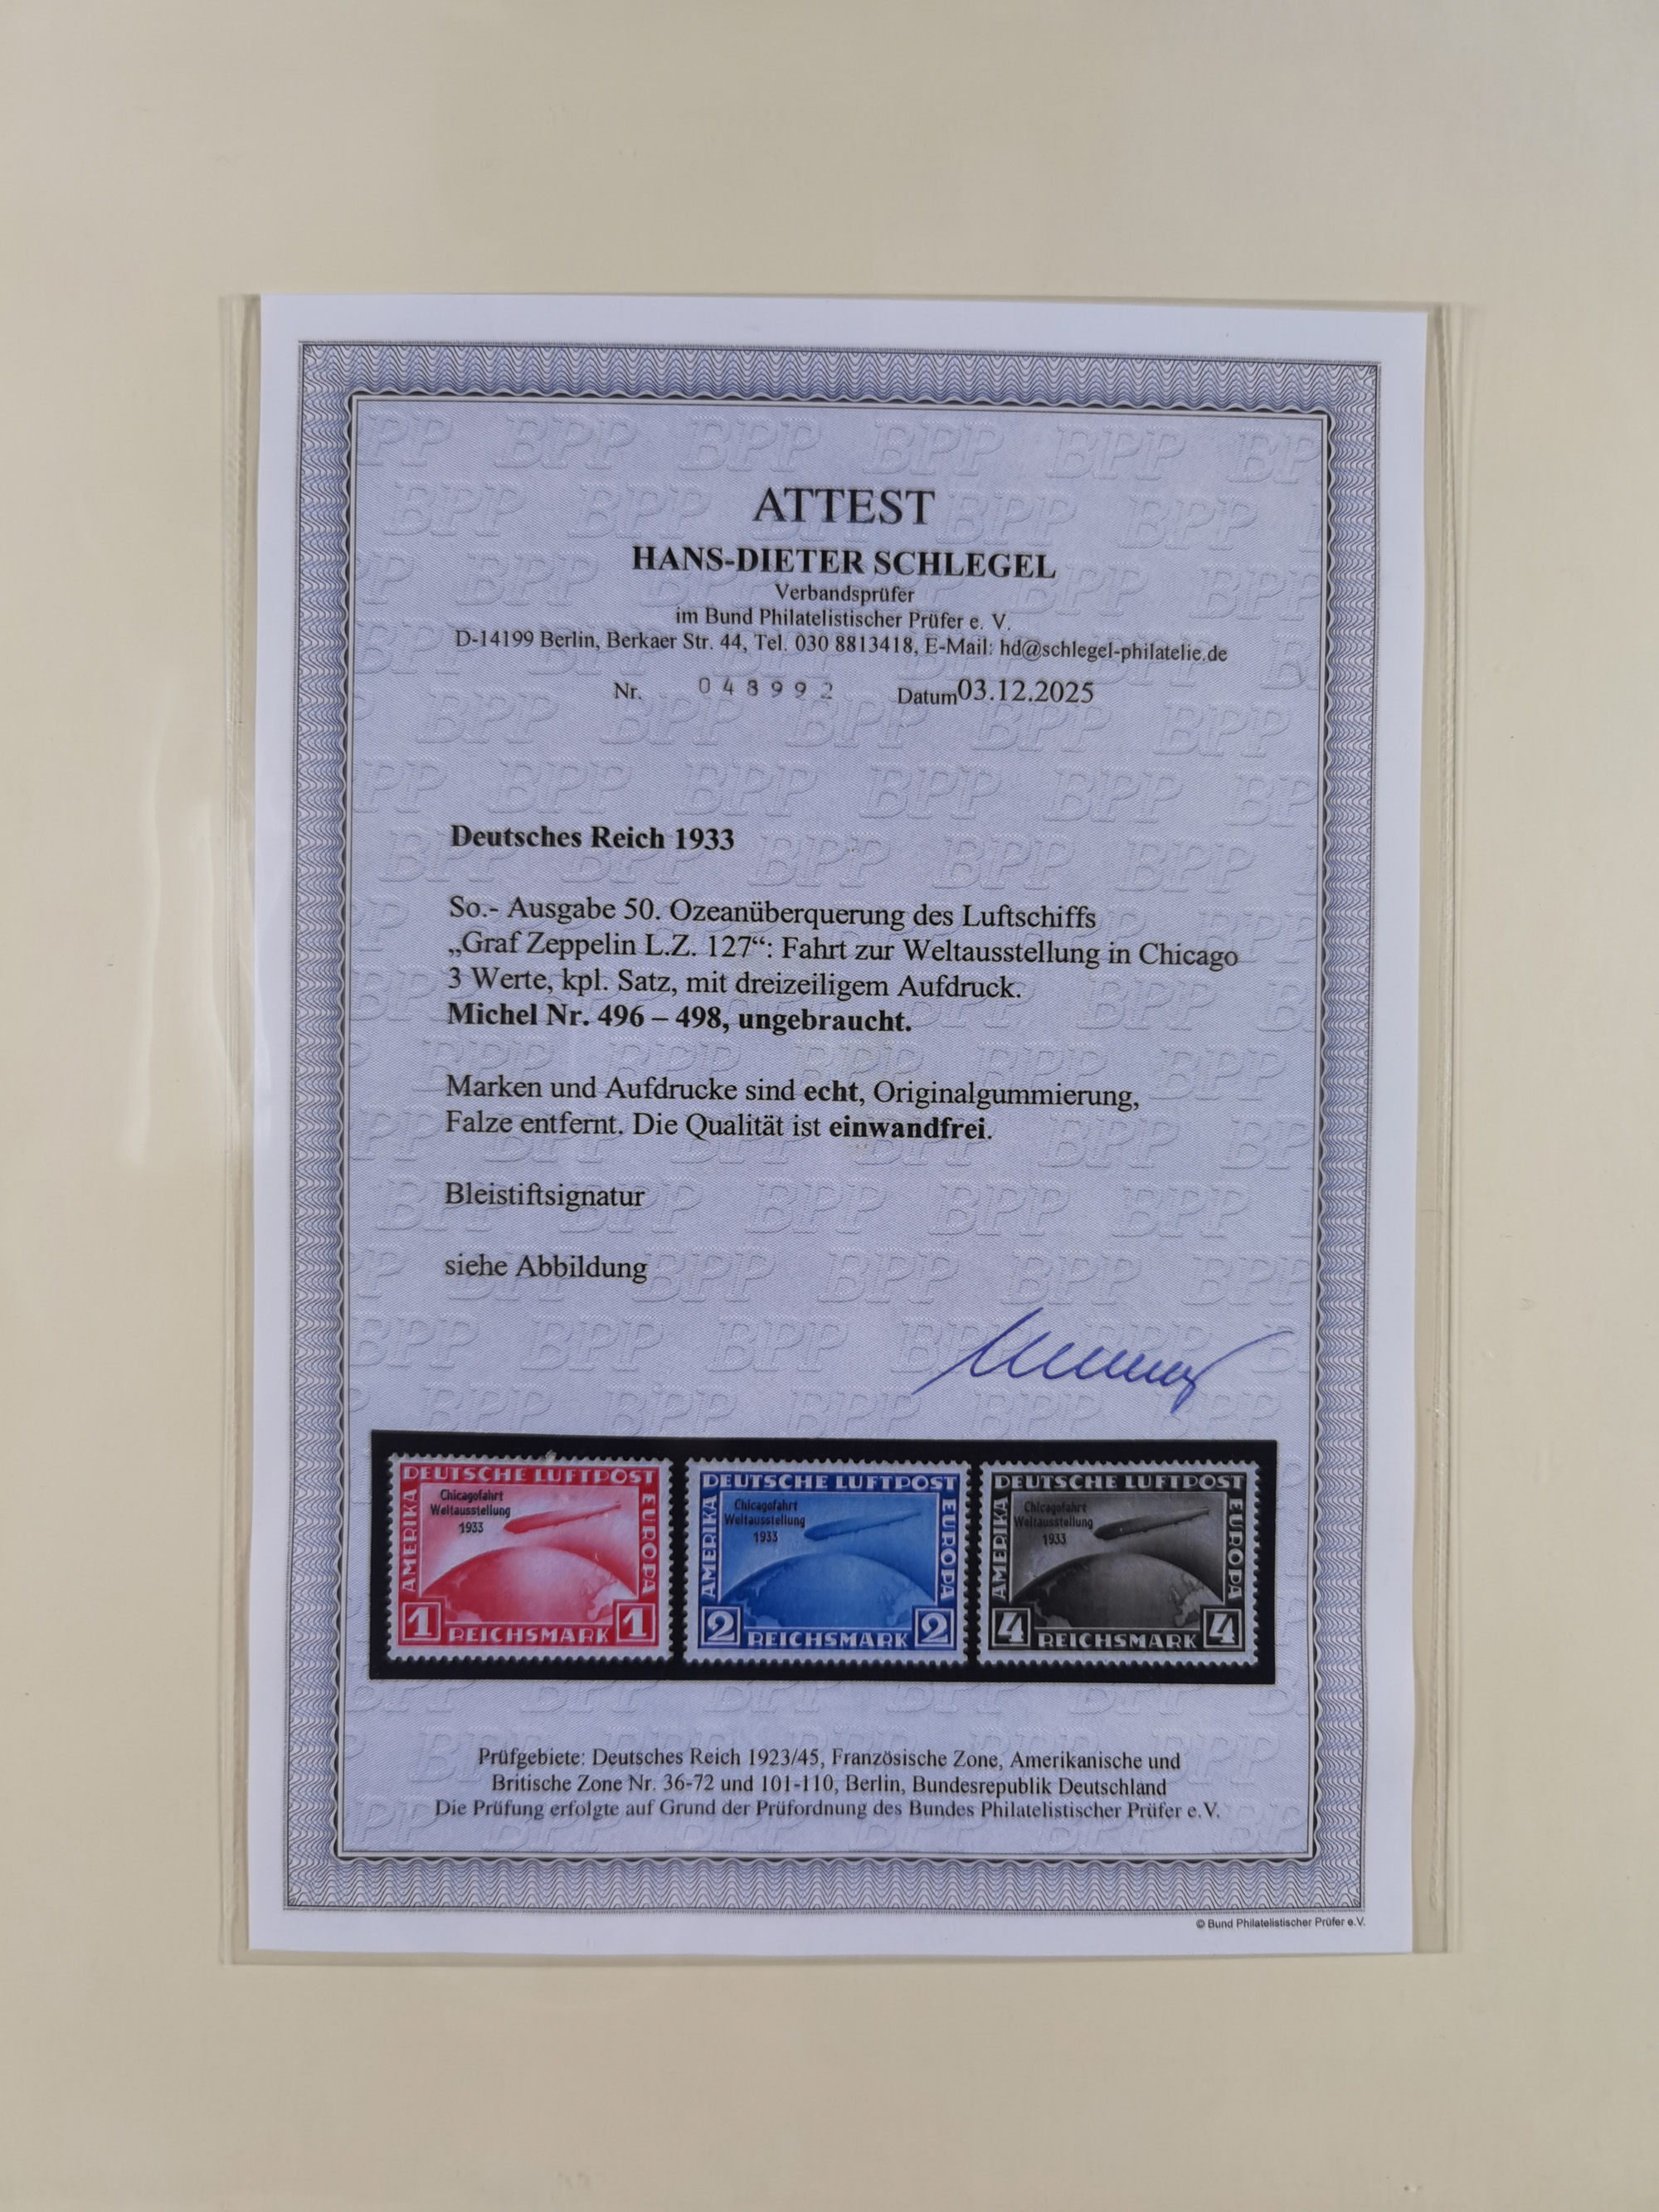 ATTEST
HANS-DIETER SCHLEGEL
Verbandsprüfer
im Bund Philatelistischer Prüfer e. V.
D-14199 Berlin, Berkaer Str. 44, Tel. 030 8813418, E-Mail: hd@schlegel-philatelie.de
Nr. 048992 Datum 03.12.2025
Deutsches Reich 1933
So.- Ausgabe 50. Ozeanüberquerung des Luftschiffs
„Graf Zeppelin L.Z. 127“: Fahrt zur Weltausstellung in Chicago
3 Werte, kpl. Satz, mit dreizeiligem Aufdruck.
Michel Nr. 496 – 498, ungebraucht.
Marken und Aufdrucke sind echt, Originalgummierung,
Falze entfernt. Die Qualität ist einwandfrei.
Bleistiftsignatur
siehe Abbildung
DEUTSCHE LUFTPOST
AMERIKA
EUROPA
Chicagofahrt
Weltausstellung
1933
1 REICHSMARK 1
DEUTSCHE LUFTPOST
AMERIKA
EUROPA
Chicagofahrt
Weltausstellung
1933
2 REICHSMARK 2
DEUTSCHE LUFTPOST
AMERIKA
EUROPA
Chicagofahrt
Weltausstellung
1933
4 REICHSMARK 4
Prüfgebiete: Deutsches Reich 1923/45, Französische Zone, Amerikanische und
Britische Zone Nr. 36-72 und 101-110, Berlin, Bundesrepublik Deutschland
Die Prüfung erfolgte auf Grund der Prüfordnung des Bundes Philatelistischer Prüfer e.V.
© Bund Philatelistischer Prüfer e.V.